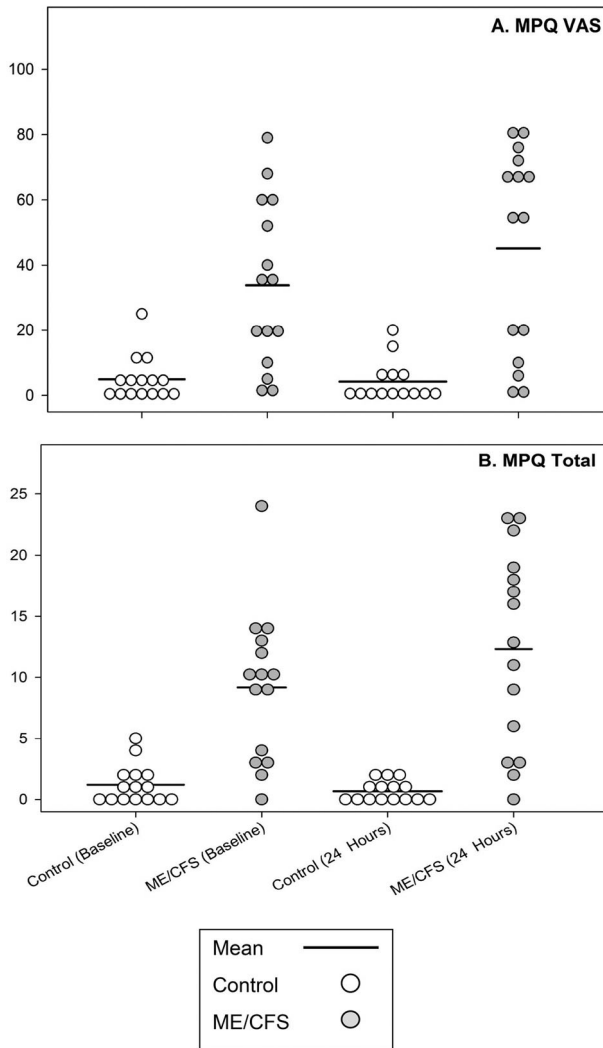 A. MPQ VAS
100
80
60
40
20
0
B. MPQ Total
25
20
15
10
5
0
Control (Baseline)
ME/CFS (Baseline)
Control (24 Hours)
ME/CFS (24 Hours)
Mean
Control
ME/CFS